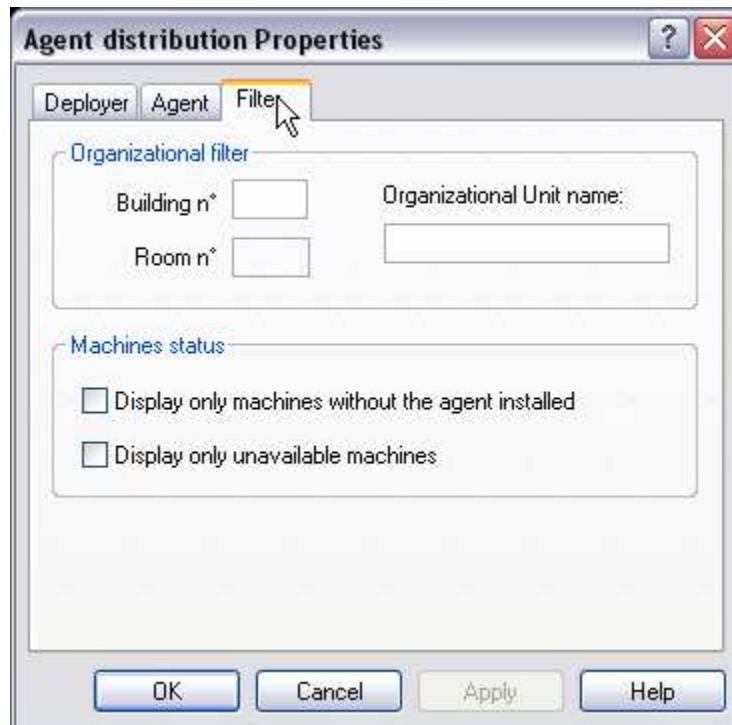 Agent distribution Properties
?
Deployer Agent Filter
Organizational filter
Building n° Organizational Unit name:
Room n°
Machines status
Display only machines without the agent installed
Display only unavailable machines
OK Cancel Apply Help